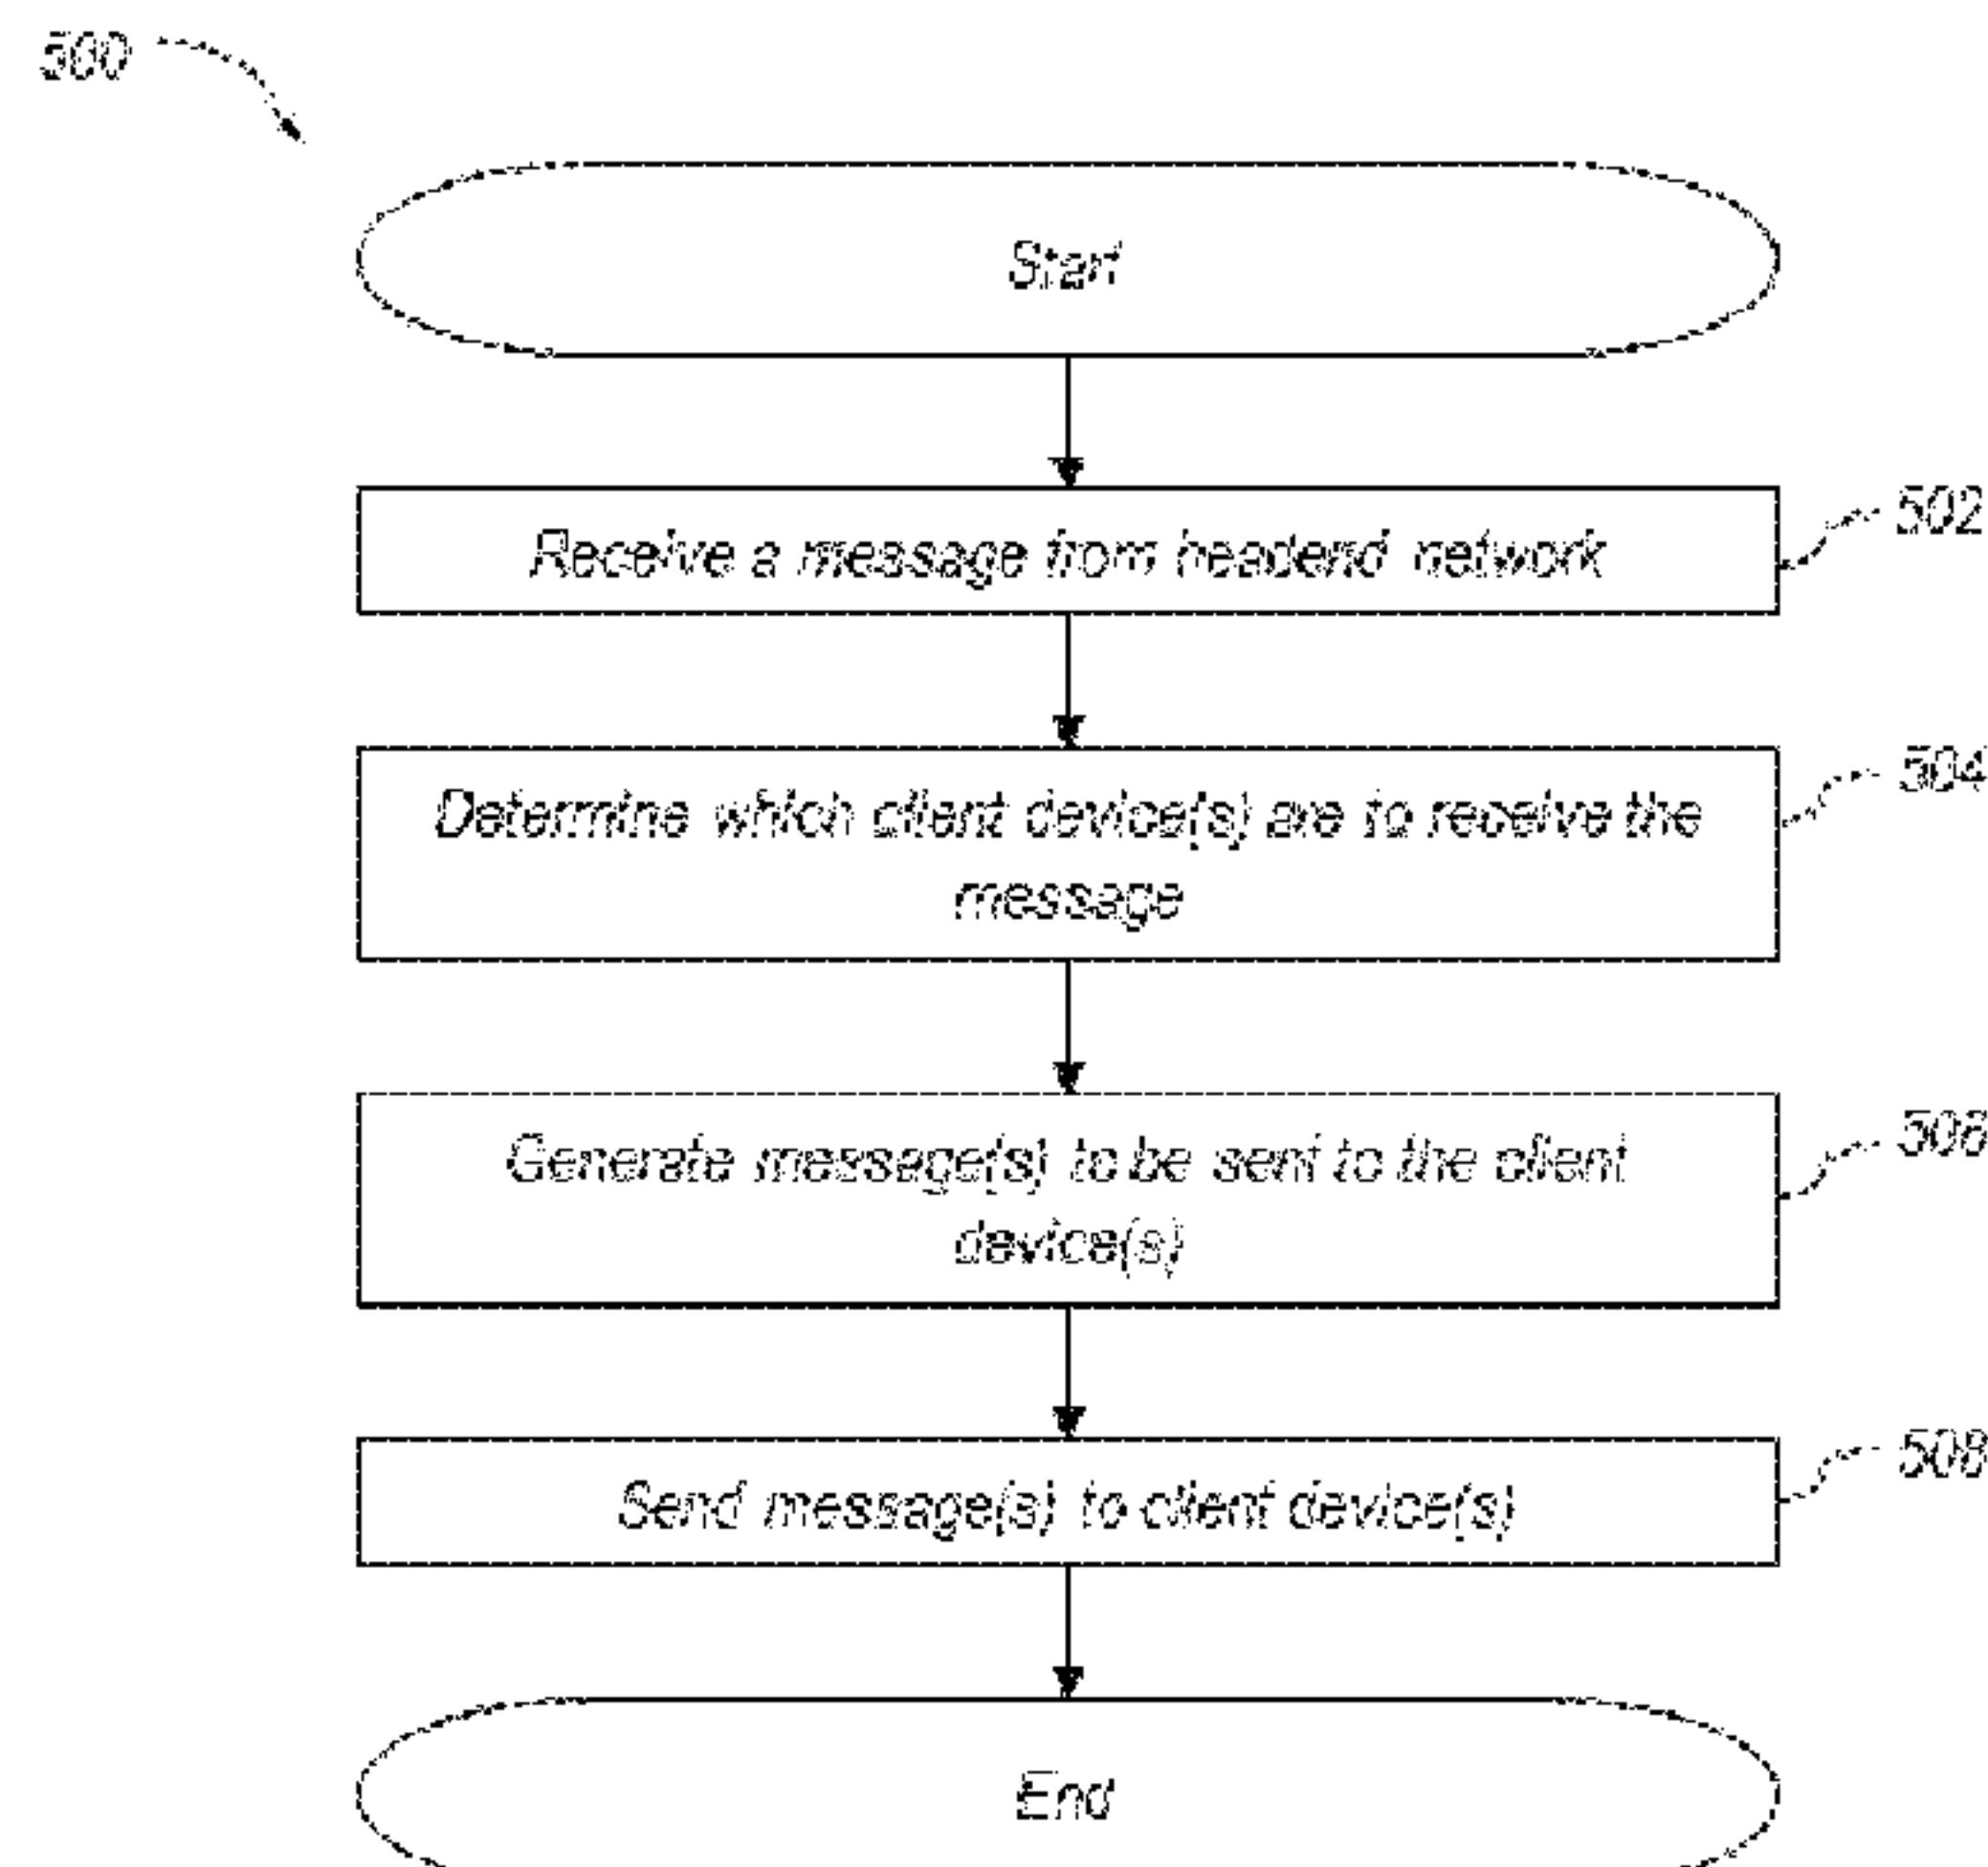 500
Start
Receive a message from headend network
502
Determine which client device(s) are to receive the
message
504
Generate message(s) to be sent to the client
device(s)
506
Send message(s) to client device(s)
508
End